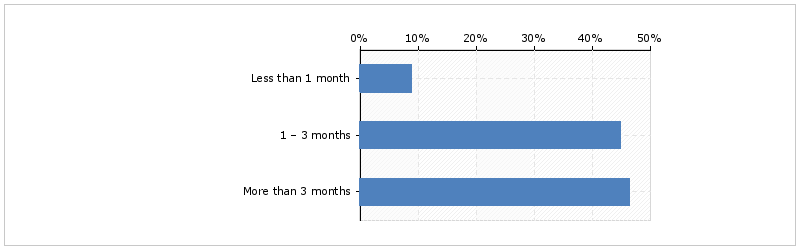 0% 10% 20% 30% 40% 50%
Less than 1 month
1 – 3 months
More than 3 months